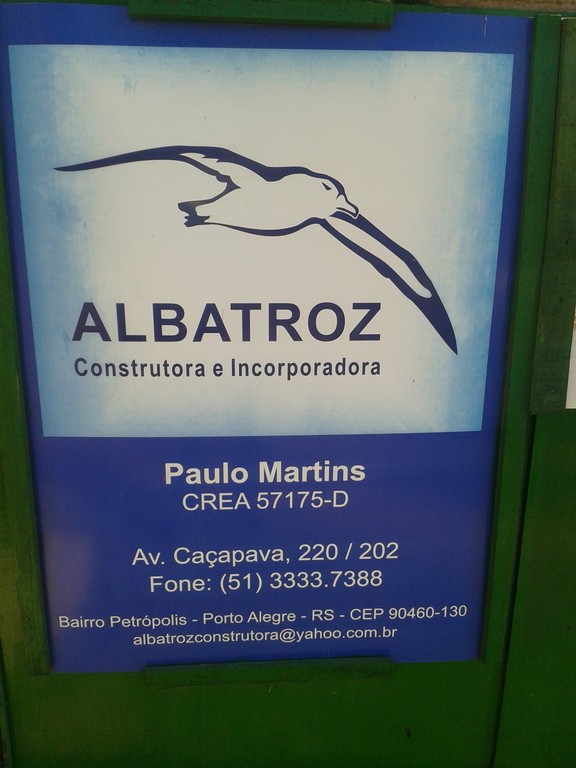 ALBATROZ
Construtora e Incorporadora
Paulo Martins
CREA 57175-D
Av. Caçapava, 220 / 202
Fone: (51) 3333.7388
Bairro Petrópolis - Porto Alegre - RS - CEP 90460-130
albatrozconstrutora@yahoo.com.br